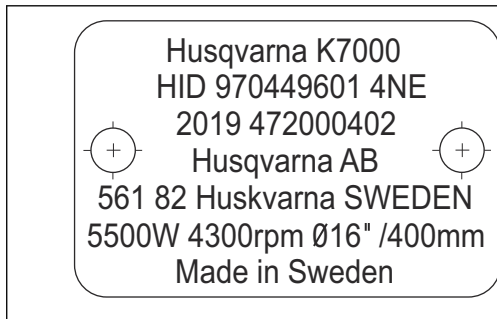 Husqvarna K7000
HID 970449601 4NE
2019 472000402
Husqvarna AB
561 82 Huskvarna SWEDEN
5500W 4300rpm Ø16" /400mm
Made in Sweden